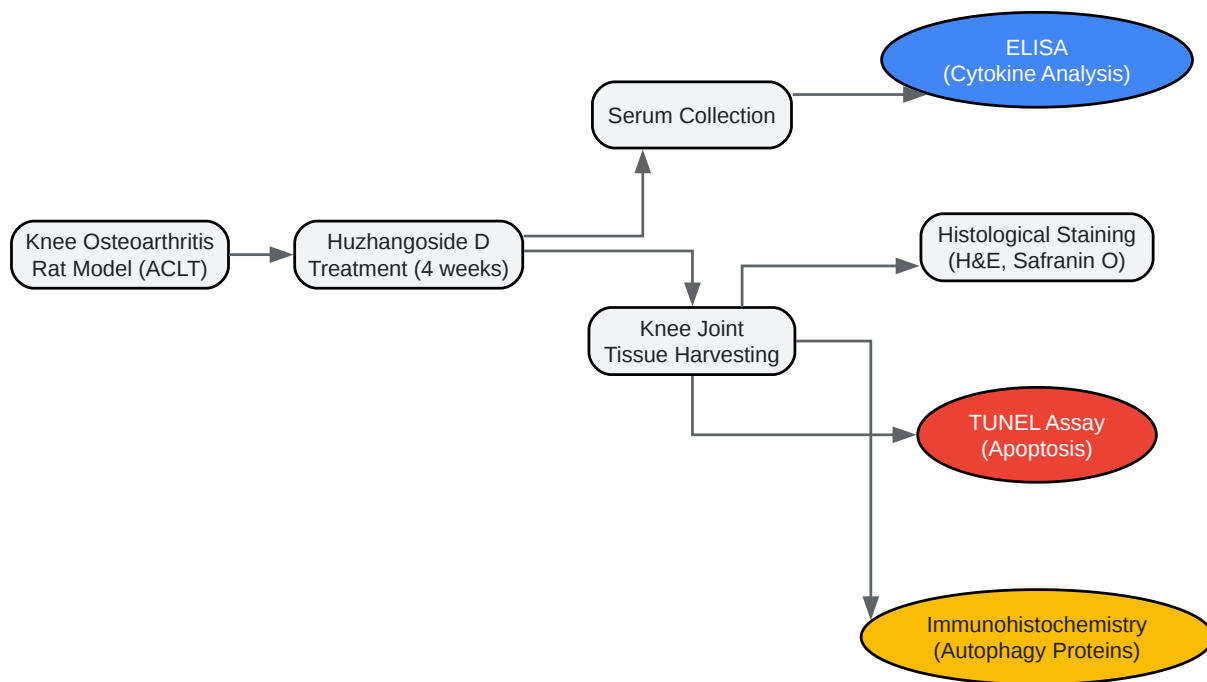 ELISA
(Cytokine Analysis)
Serum Collection
Knee Osteoarthritis
Rat Model (ACLT)
Huzhangoside D
Treatment (4 weeks)
Histological Staining
(H&E, Safranin O)
Knee Joint
Tissue Harvesting
TUNEL Assay
(Apoptosis)
Immunohistochemistry
(Autophagy Proteins)